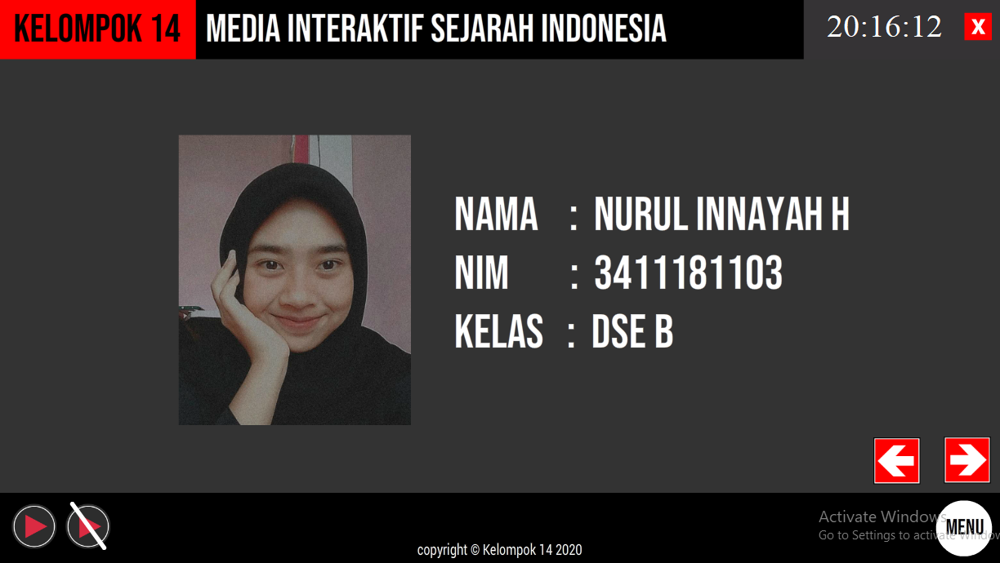 KELOMPOK 14
MEDIA INTERAKTIF SEJARAH INDONESIA
20:16:12
X
NAMA : NURUL INNAYAH H
NIM : 3411181103
KELAS : DSE B
Activate Windows
Go to Settings to activate Window
MENU
copyright © Kelompok 14 2020